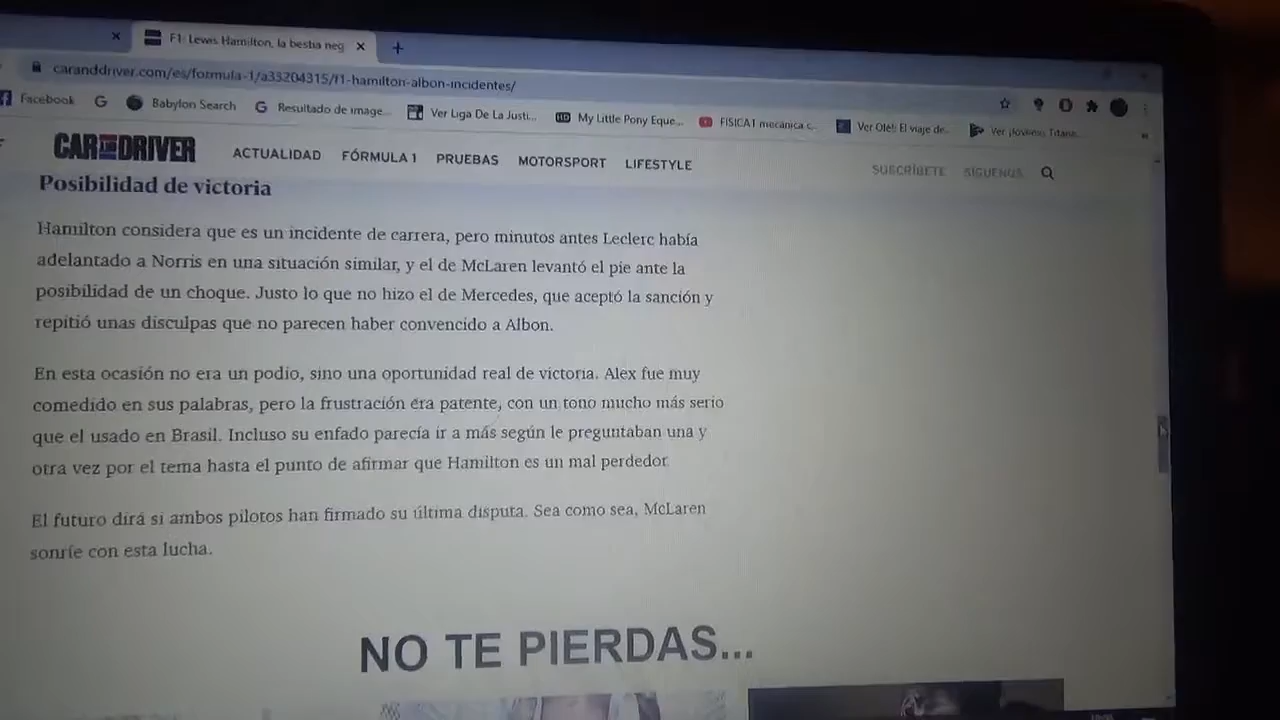 F1: Lewis Hamilton, la bestia neg
caranddriver.com/es/formula-1/a33204315/f1-hamilton-albon-incidentes/
Facebook G Babylon Search G Resultado de image... Ver Liga De La Justi... My Little Pony Eque... FISICA1 mecánica c... Ver Olé!: El viaje de... Ver ¡Jóvenes Titane... »
CAR AND DRIVER ACTUALIDAD FÓRMULA 1 PRUEBAS MOTORSPORT LIFESTYLE SUSCRÍBETE SÍGUENOS
Posibilidad de victoria
Hamilton considera que es un incidente de carrera, pero minutos antes Leclerc había
adelantado a Norris en una situación similar, y el de McLaren levantó el pie ante la
posibilidad de un choque. Justo lo que no hizo el de Mercedes, que aceptó la sanción y
repitió unas disculpas que no parecen haber convencido a Albon.
En esta ocasión no era un podio, sino una oportunidad real de victoria. Alex fue muy
comedido en sus palabras, pero la frustración era patente, con un tono mucho más serio
que el usado en Brasil. Incluso su enfado parecía ir a más según le preguntaban una y
otra vez por el tema hasta el punto de afirmar que Hamilton es un mal perdedor.
El futuro dirá si ambos pilotos han firmado su última disputa. Sea como sea, McLaren
sonríe con esta lucha.
NO TE PIERDAS...